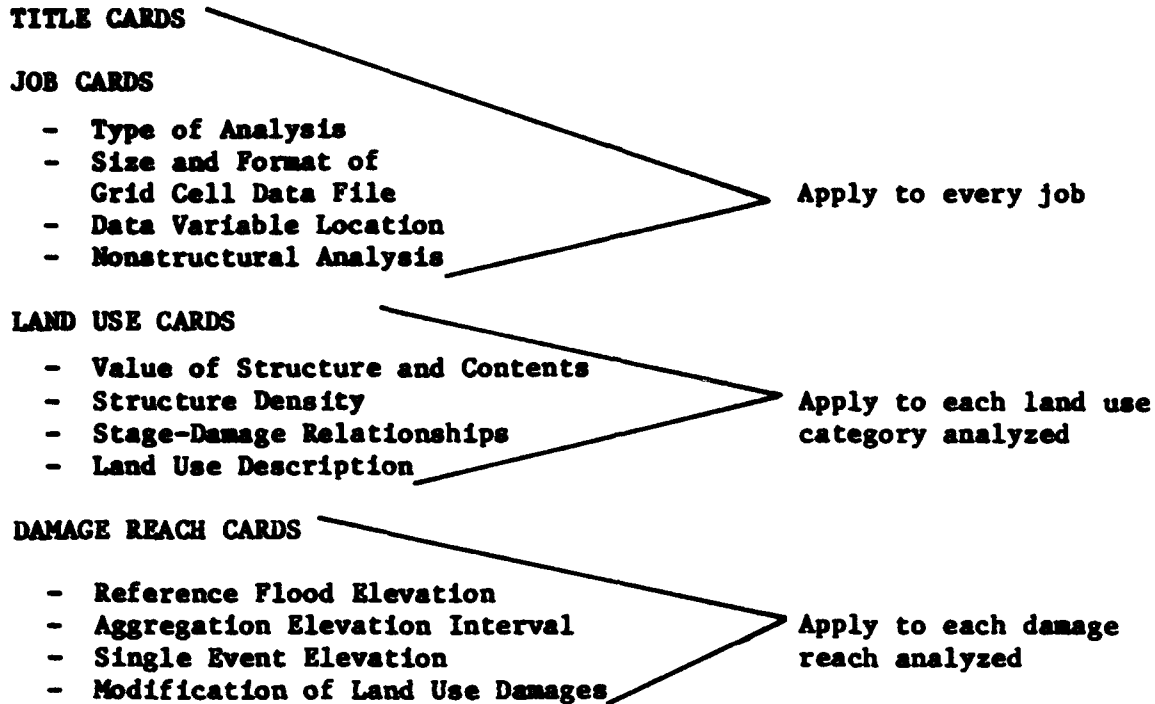 TITLE CARDS
JOB CARDS
- Type of Analysis
- Size and Format of
Grid Cell Data File
- Data Variable Location
- Nonstructural Analysis
Apply to every job
LAND USE CARDS
- Value of Structure and Contents
- Structure Density
- Stage-Damage Relationships
- Land Use Description
Apply to each land use
category analyzed
DAMAGE REACH CARDS
- Reference Flood Elevation
- Aggregation Elevation Interval
- Single Event Elevation
- Modification of Land Use Damages
Apply to each damage
reach analyzed